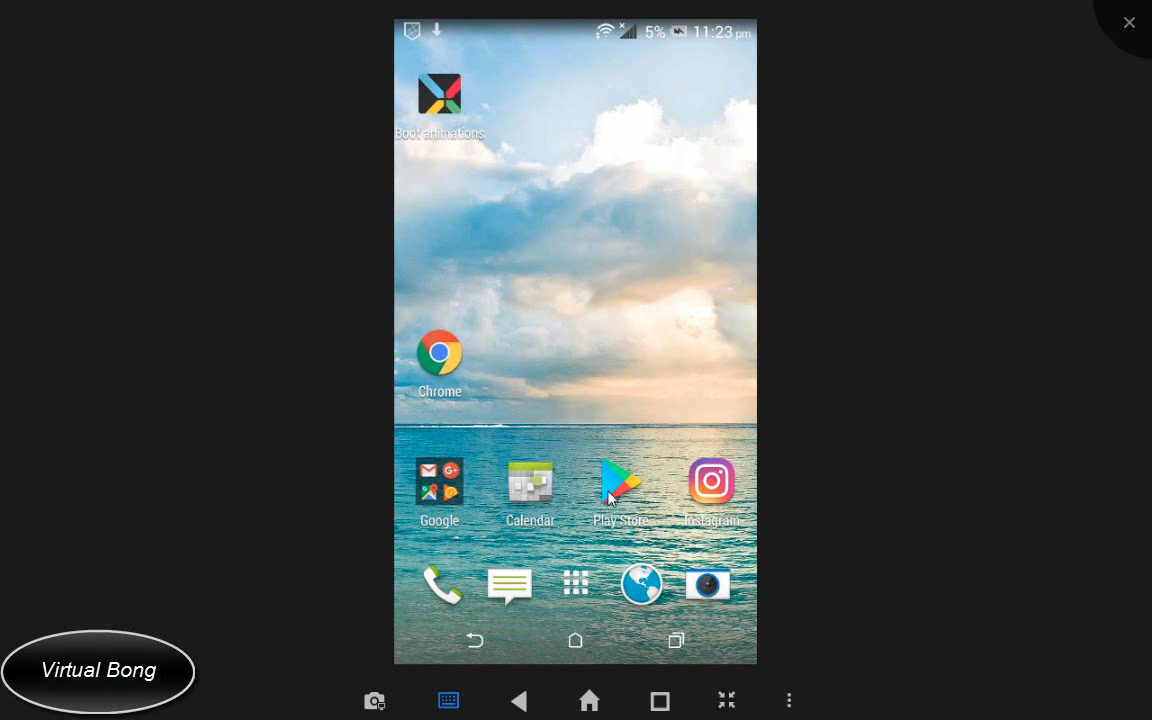 5% 11:23 pm
Boot animations
Chrome
Google Calendar Play Store Instagram
Virtual Bong